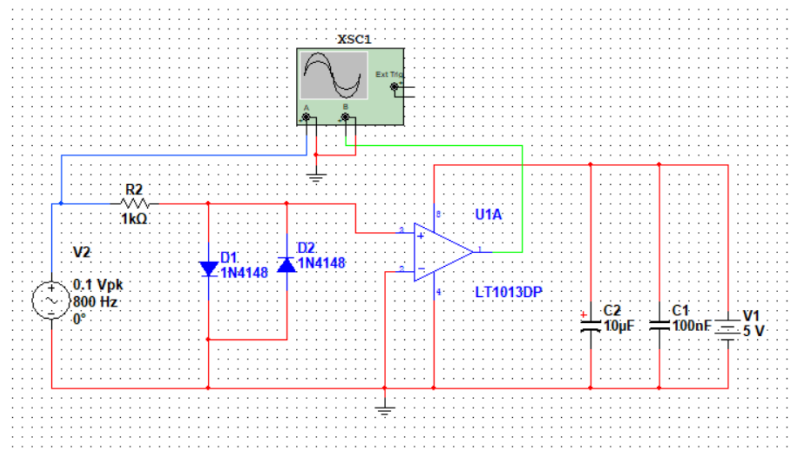 XSC1
Ext Trig
+
A
B
R2
1kΩ
V2
0.1 Vpk
800 Hz
0°
D1
1N4148
D2
1N4148
8
U1A
3
1
2
4
LT1013DP
C2
10µF
C1
100nF
V1
5 V